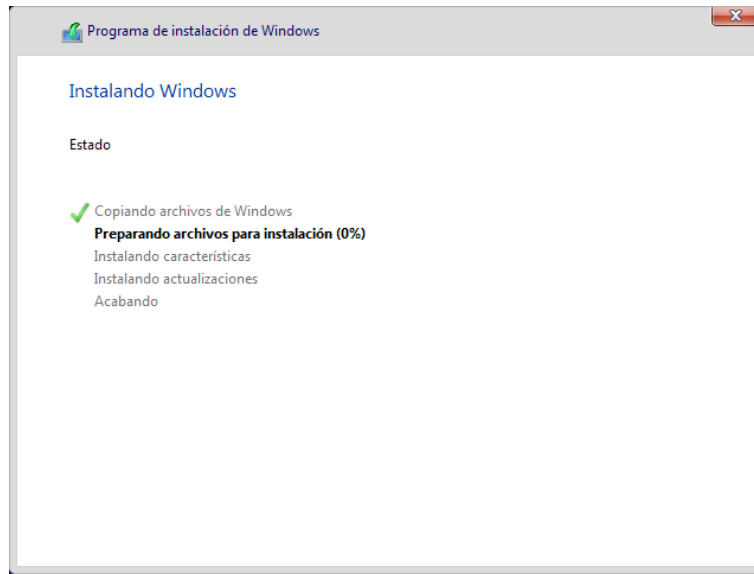 Programa de instalación de Windows
Instalando Windows
Estado
Copiando archivos de Windows
Preparando archivos para instalación (0%)
Instalando características
Instalando actualizaciones
Acabando